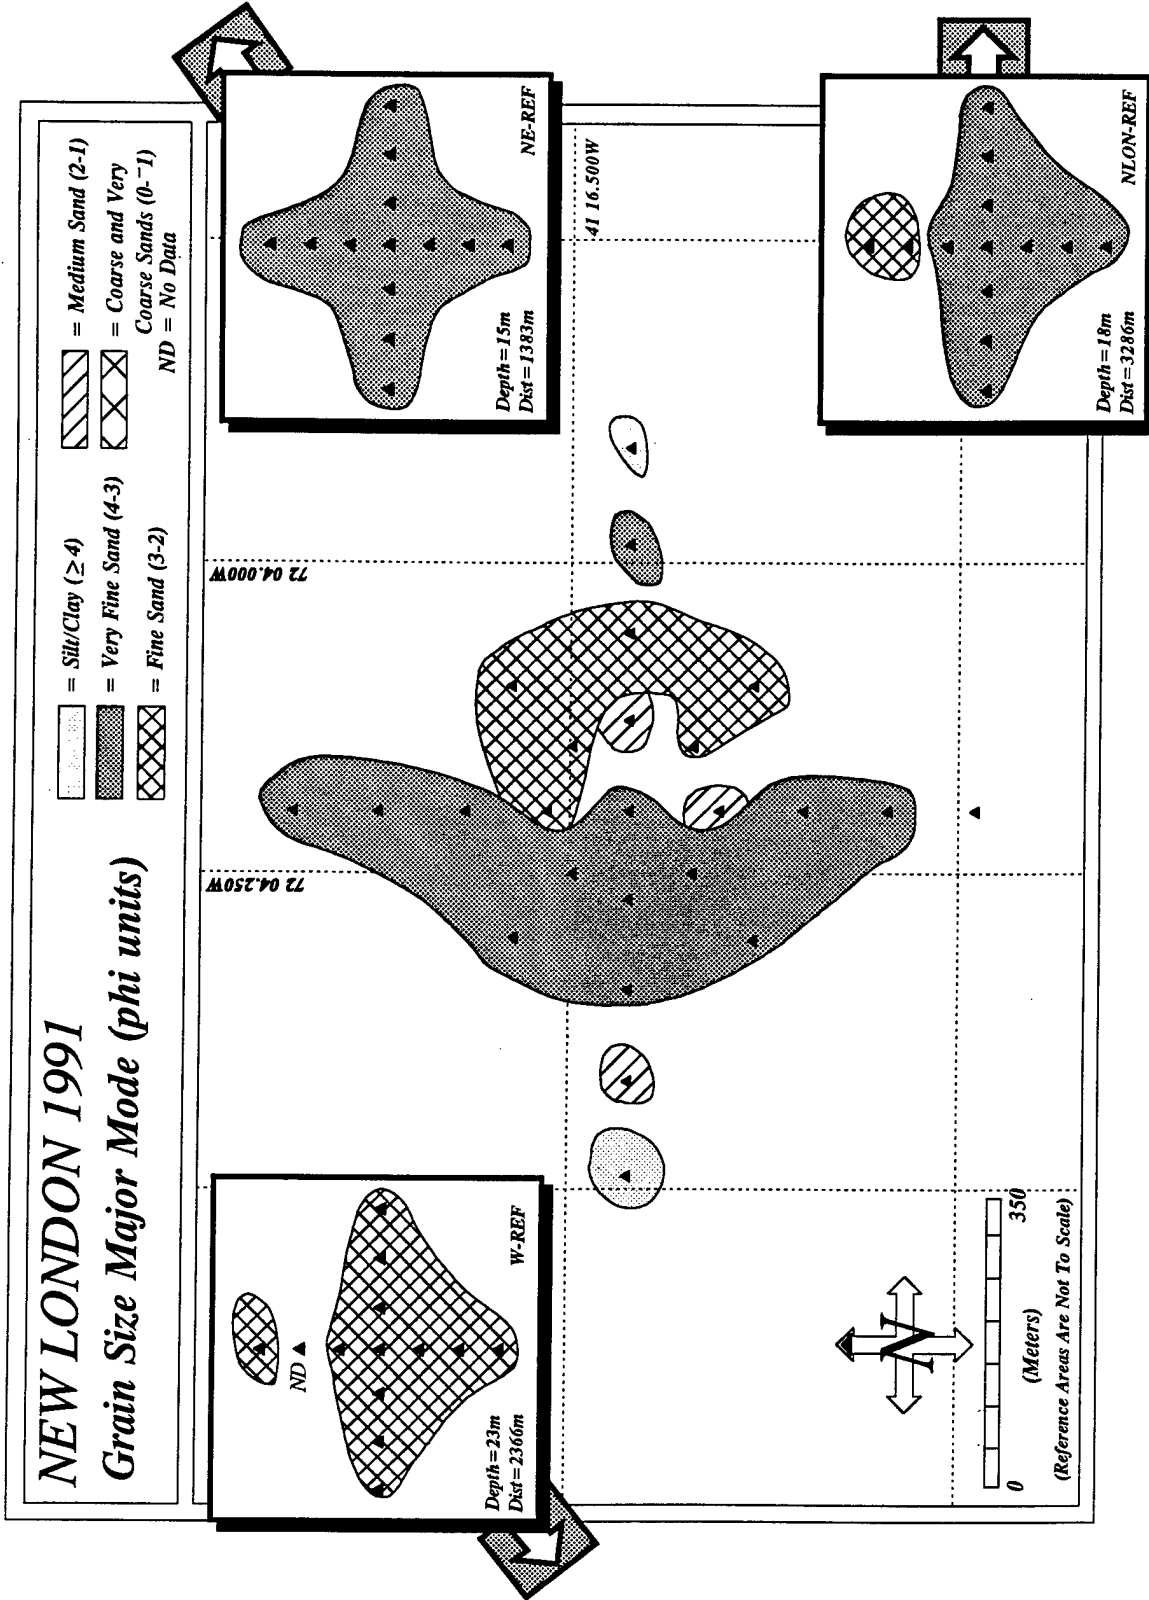 NEW LONDON 1991
Grain Size Major Mode (phi units)
= Silt/Clay (≥4)
= Very Fine Sand (4-3)
= Fine Sand (3-2)
= Medium Sand (2-1)
= Coarse and Very
Coarse Sands (0-⁻1)
ND = No Data
ND
W-REF
Depth=23m
Dist=2366m
72 04.250W
72 04.000W
NE-REF
Depth=15m
Dist=1383m
41 16.500W
N
0
350
(Meters)
(Reference Areas Are Not To Scale)
NLON-REF
Depth=18m
Dist=3286m